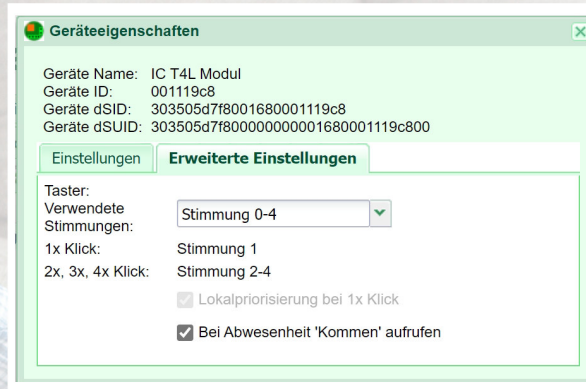 Geräteeigenschaften
Geräte Name: IC T4L Modul
Geräte ID: 001119c8
Geräte dSID: 303505d7f8001680001119c8
Geräte dSUID: 303505d7f800000000001680001119c800
Einstellungen Erweiterte Einstellungen
Taster:
Verwendete
Stimmungen: Stimmung 0-4
1x Klick: Stimmung 1
2x, 3x, 4x Klick: Stimmung 2-4
Lokalpriorisierung bei 1x Klick
Bei Abwesenheit 'Kommen' aufrufen